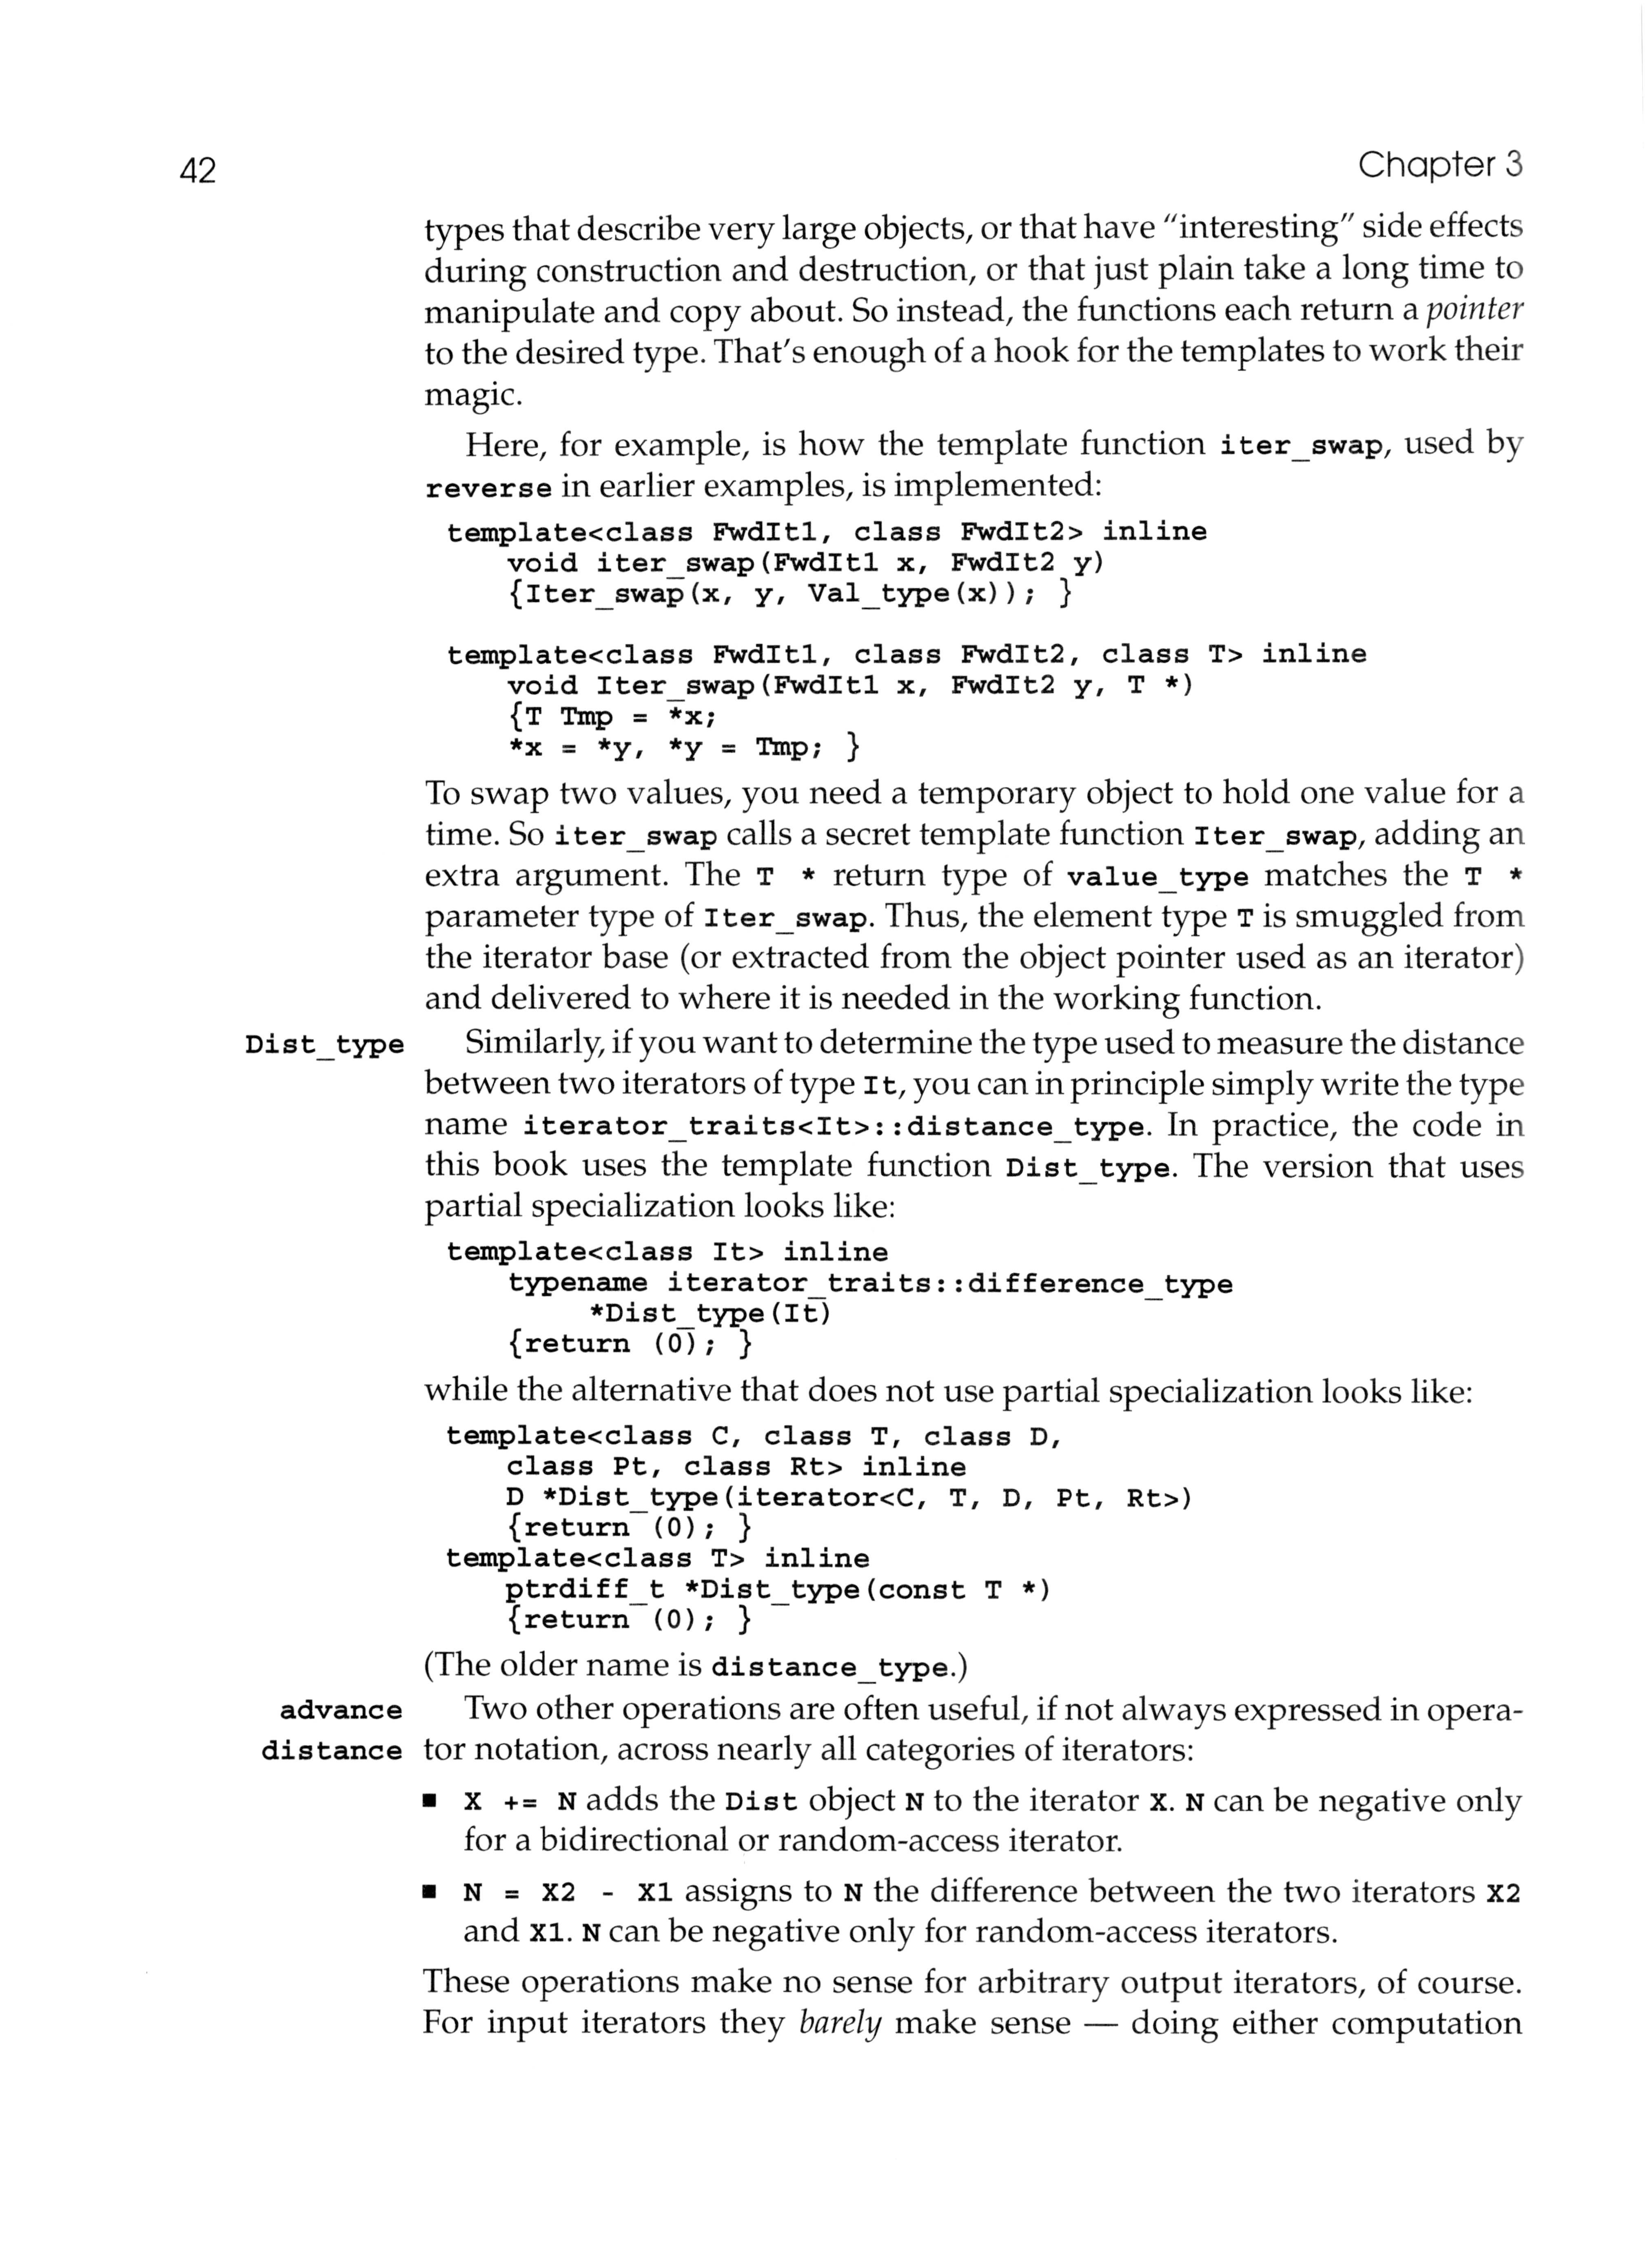 42
Chapter 3
types that describe very large objects, or that have “interesting” side effects
during construction and destruction, or that just plain take a long time to
manipulate and copy about. So instead, the functions each return a pointer
to the desired type. That's enough of a hook for the templates to work their
magic.
Here, for example, is how the template function iter_swap, used by
reverse in earlier examples, is implemented:
template<class FwdIt1, class FwdIt2> inline
void iter_swap(FwdIt1 x, FwdIt2 y)
{Iter_swap(x, y, Val_type(x)); }
template<class FwdIt1, class FwdIt2, class T> inline
void Iter_swap(FwdIt1 x, FwdIt2 y, T *)
{T Tmp = *x;
*x = *y, *y = Tmp; }
To swap two values, you need a temporary object to hold one value for a
time. So iter_swap calls a secret template function Iter_swap, adding an
extra argument. The T * return type of value_type matches the T *
parameter type of Iter_swap. Thus, the element type T is smuggled from
the iterator base (or extracted from the object pointer used as an iterator)
and delivered to where it is needed in the working function.
Dist_type Similarly, if you want to determine the type used to measure the distance
between two iterators of type It, you can in principle simply write the type
name iterator_traits<It>::distance_type. In practice, the code in
this book uses the template function Dist_type. The version that uses
partial specialization looks like:
template<class It> inline
typename iterator_traits::difference_type
*Dist_type(It)
{return (0); }
while the alternative that does not use partial specialization looks like:
template<class C, class T, class D,
class Pt, class Rt> inline
D *Dist_type(iterator<C, T, D, Pt, Rt>)
{return (0); }
template<class T> inline
ptrdiff_t *Dist_type(const T *)
{return (0); }
(The older name is distance_type.)
advance Two other operations are often useful, if not always expressed in opera-
distance tor notation, across nearly all categories of iterators:
■ X += N adds the Dist object N to the iterator X. N can be negative only
for a bidirectional or random-access iterator.
■ N = X2 - X1 assigns to N the difference between the two iterators X2
and X1. N can be negative only for random-access iterators.
These operations make no sense for arbitrary output iterators, of course.
For input iterators they barely make sense — doing either computation